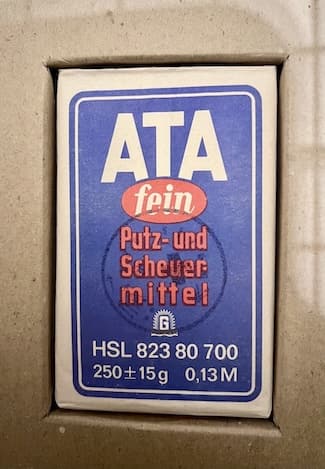 ATA
fein
Putz- und
Scheuer-
mittel
G
HSL 823 80 700
250±15g 0,13 M